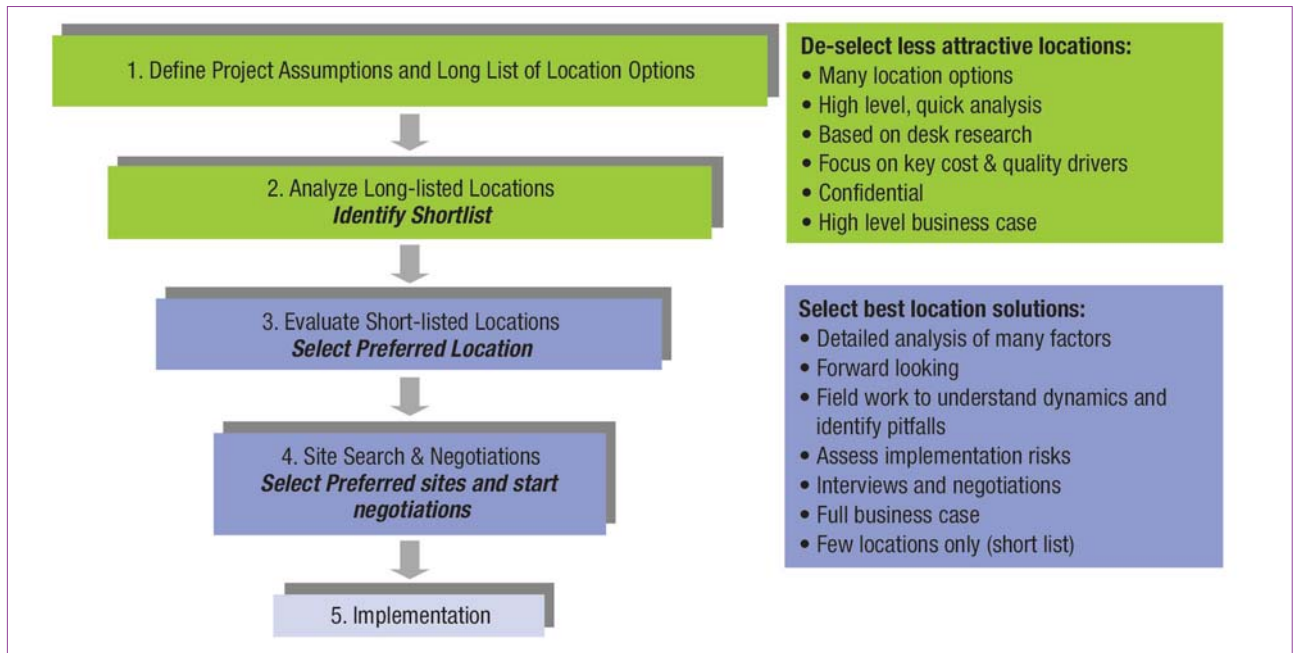 1. Define Project Assumptions and Long List of Location Options
2. Analyze Long-listed Locations
Identify Shortlist
3. Evaluate Short-listed Locations
Select Preferred Location
4. Site Search & Negotiations
Select Preferred sites and start
negotiations
5. Implementation
De-select less attractive locations:
• Many location options
• High level, quick analysis
• Based on desk research
• Focus on key cost & quality drivers
• Confidential
• High level business case
Select best location solutions:
• Detailed analysis of many factors
• Forward looking
• Field work to understand dynamics and
identify pitfalls
• Assess implementation risks
• Interviews and negotiations
• Full business case
• Few locations only (short list)